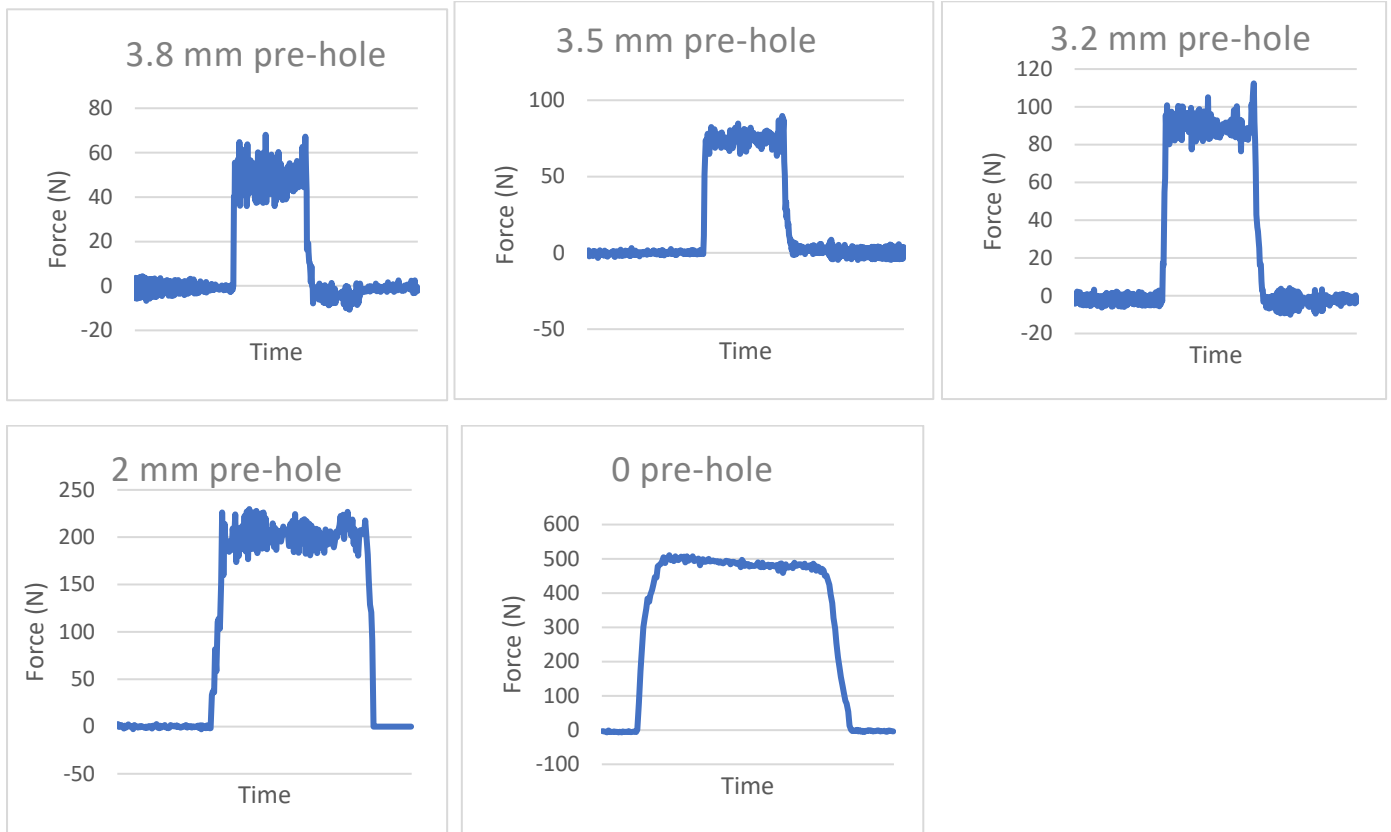 3.8 mm pre-hole
80
60
40
20
0
-20
Force (N)
Time
3.5 mm pre-hole
100
50
0
-50
Force (N)
Time
3.2 mm pre-hole
120
100
80
60
40
20
0
-20
Force (N)
Time
2 mm pre-hole
250
200
150
100
50
0
-50
Force (N)
Time
0 pre-hole
600
500
400
300
200
100
0
-100
Force (N)
Time